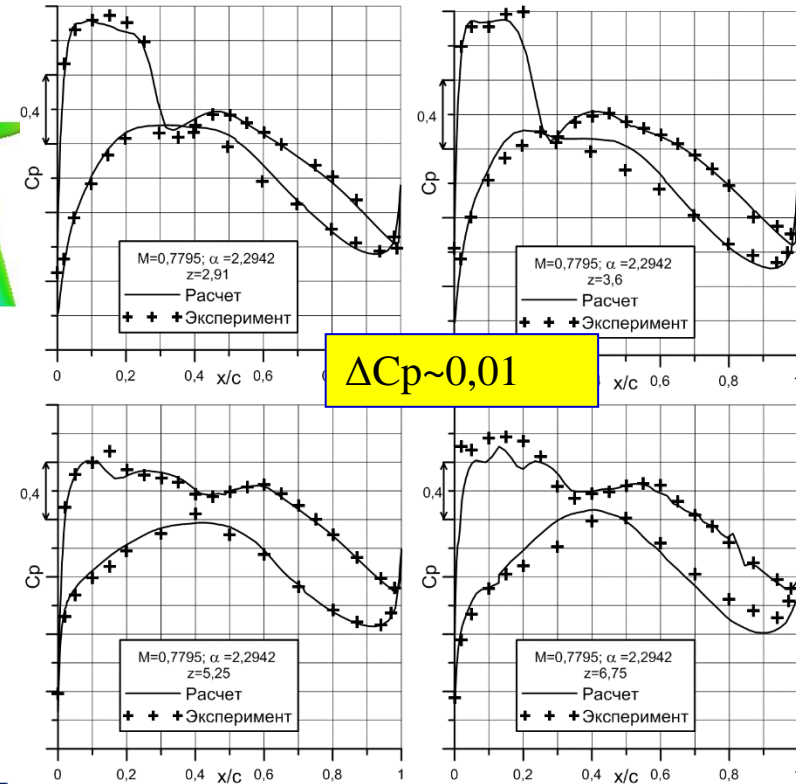 0,4
Cp
M=0,7795; α =2,2942
z=2,91
Расчет
Эксперимент
0 0,2 0,4 x/c 0,6 0,8 1
0,4
Cp
M=0,7795; α =2,2942
z=3,6
Расчет
Эксперимент
x/c 0,6 0,8
ΔCp~0,01
0,4
Cp
M=0,7795; α =2,2942
z=5,25
Расчет
Эксперимент
0 0,2 0,4 x/c 0,6 0,8 1
0,4
Cp
M=0,7795; α =2,2942
z=6,75
Расчет
Эксперимент
0 0,2 0,4 x/c 0,6 0,8